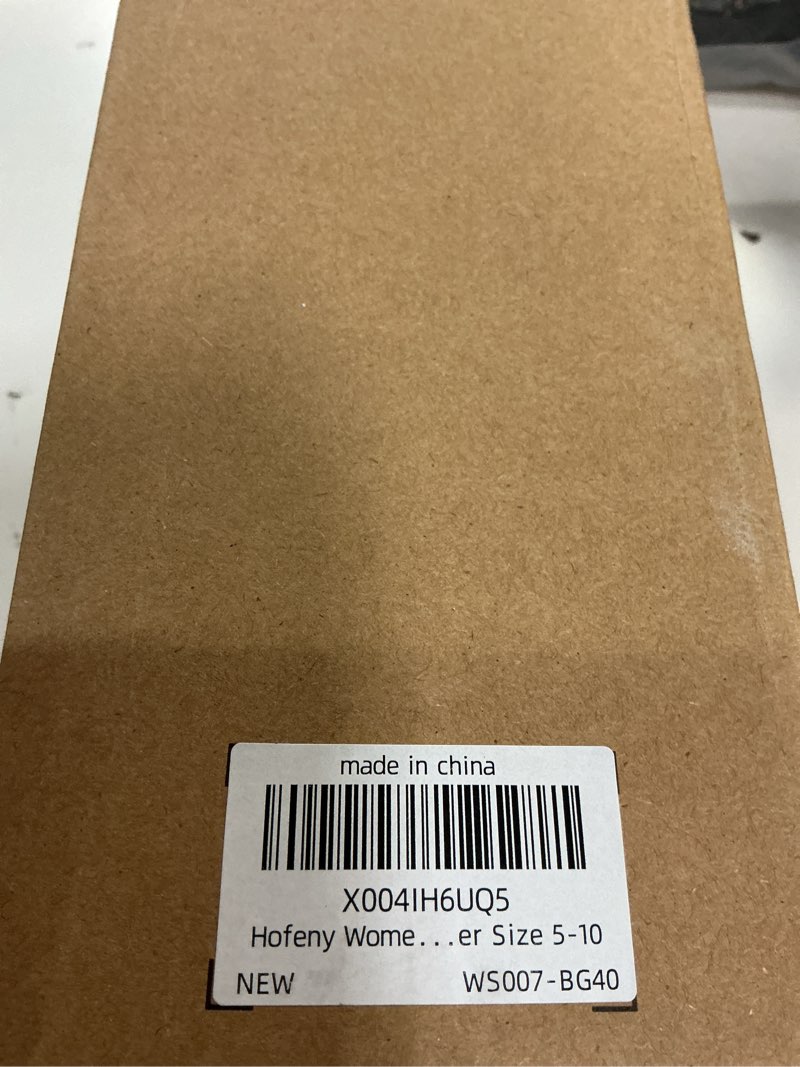 made in china
X004IH6UQ5
Hofeny Wome...er Size 5-10
NEW WS007-BG40